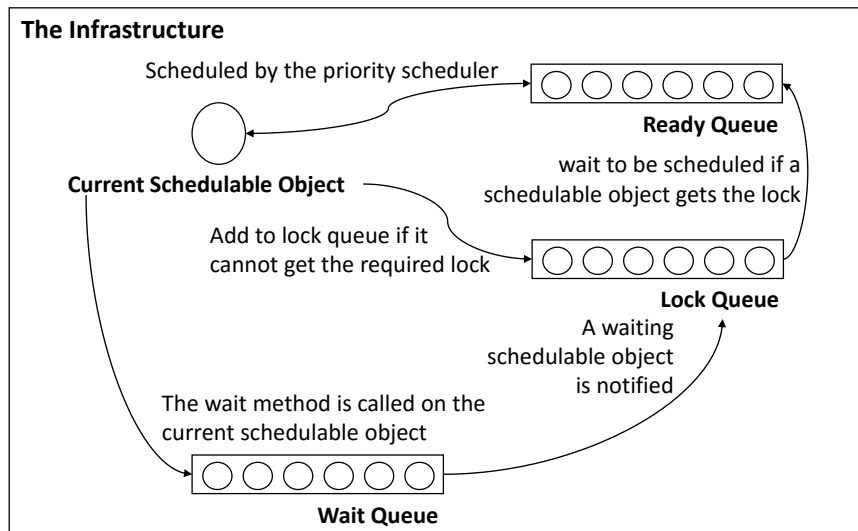 The Infrastructure
Scheduled by the priority scheduler
Ready Queue
Current Schedulable Object
wait to be scheduled if a
schedulable object gets the lock
Add to lock queue if it
cannot get the required lock
Lock Queue
A waiting
schedulable object
is notified
The wait method is called on the
current schedulable object
Wait Queue